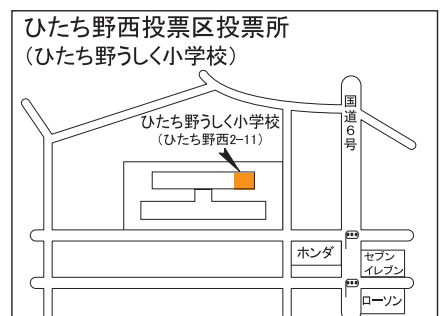 ひたち野西投票区投票所
(ひたち野うしく小学校)
国道6号
ひたち野うしく小学校
(ひたち野西2-11)
ホンダ
セブン
イレブン
ローソン